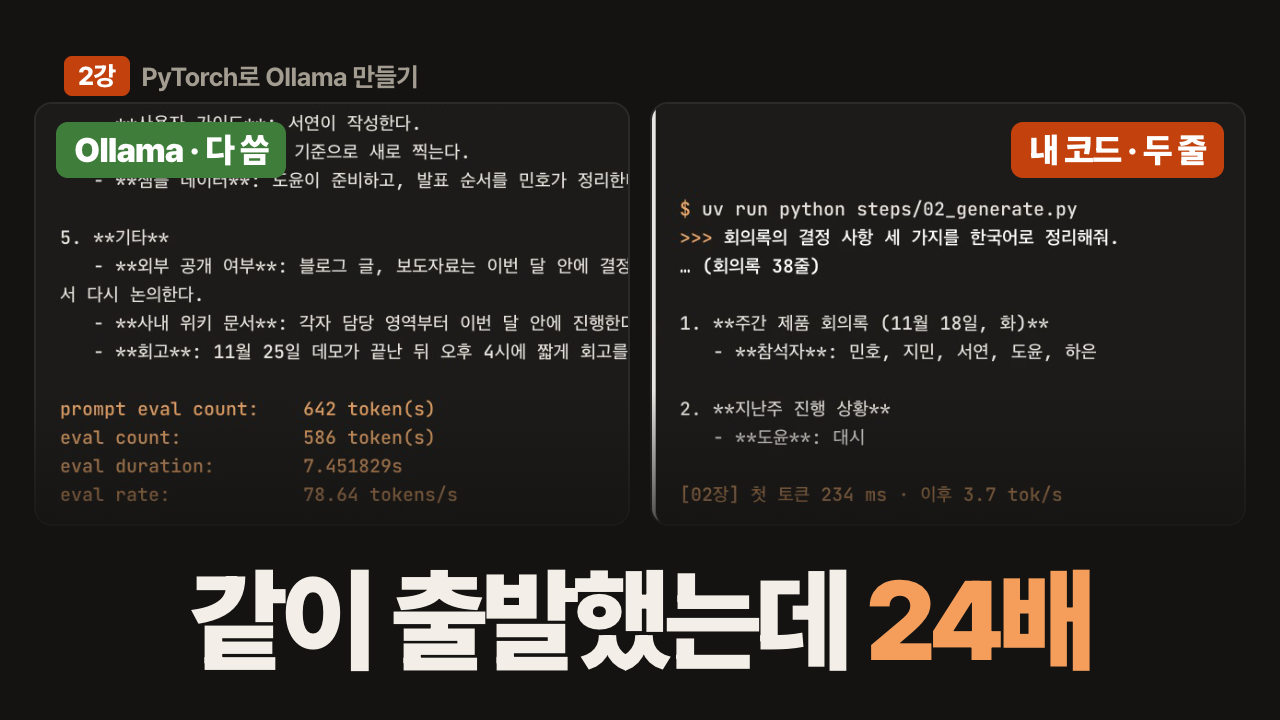 2강 PyTorch로 Ollama 만들기
Ollama · 다 씀
서연이 작성한다.
기준으로 새로 찍는다.
- **샘플 데이터**: 도윤이 준비하고, 발표 순서를 민호가 정리한
5. **기타**
- **외부 공개 여부**: 블로그 글, 보도자료는 이번 달 안에 결정
서 다시 논의한다.
- **사내 위키 문서**: 각자 담당 영역부터 이번 달 안에 진행한
- **회고**: 11월 25일 데모가 끝난 뒤 오후 4시에 짧게 회고를
prompt eval count: 642 token(s)
eval count: 586 token(s)
eval duration: 7.451829s
eval rate: 78.64 tokens/s
내 코드 · 두 줄
$ uv run python steps/02_generate.py
>>> 회의록의 결정 사항 세 가지를 한국어로 정리해줘.
… (회의록 38줄)
1. **주간 제품 회의록 (11월 18일, 화)**
- **참석자**: 민호, 지민, 서연, 도윤, 하은
2. **지난주 진행 상황**
- **도윤**: 대시
[02장] 첫 토큰 234 ms · 이후 3.7 tok/s
같이 출발했는데 24배